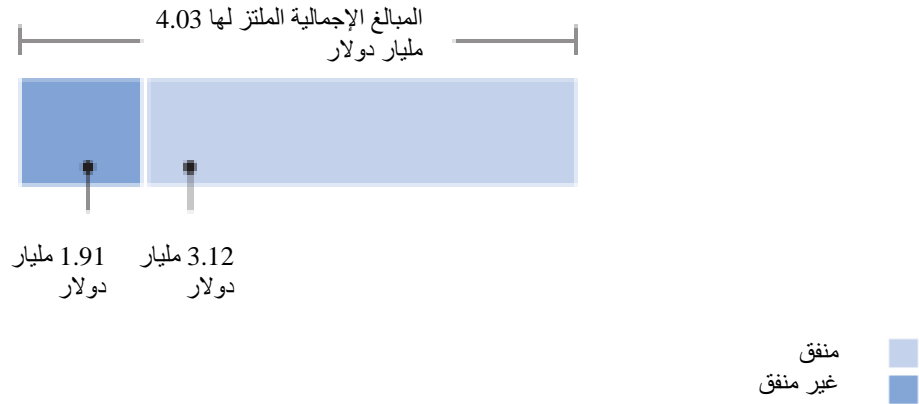 المبالغ الإجمالية الملتز لها 4.03
مليار دولار
3.12 مليار
دولار
1.91 مليار
دولار
منفق
غير منفق